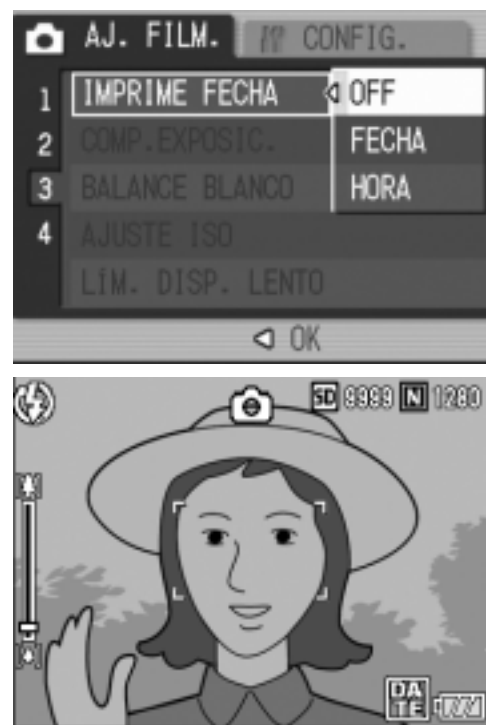 AJ. FILM. CONFIG.
1 IMPRIME FECHA OFF
2 COMP.EXPOSIC. FECHA
3 BALANCE BLANCO HORA
4 AJUSTE ISO
LÍM. DISP. LENTO
OK
SD 9999 N 1280
DA
TE